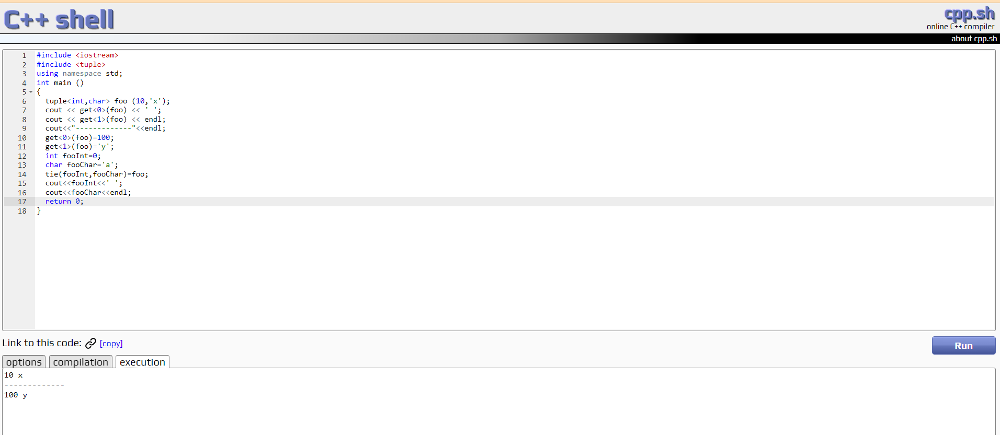 C++ shell
cpp.sh
online C++ compiler
about cpp.sh
1 #include <iostream>
2 #include <tuple>
3 using namespace std;
4 int main ()
5 {
6   tuple<int,char> foo (10,'x');
7   cout << get<0>(foo) << ' ';
8   cout << get<1>(foo) << endl;
9   cout<<"-------------"<<endl;
10   get<0>(foo)=100;
11   get<1>(foo)='y';
12   int fooInt=0;
13   char fooChar='a';
14   tie(fooInt,fooChar)=foo;
15   cout<<fooInt<<' ';
16   cout<<fooChar<<endl;
17   return 0;
18 }
Link to this code: [copy]
Run
options compilation execution
10 x
-------------
100 y